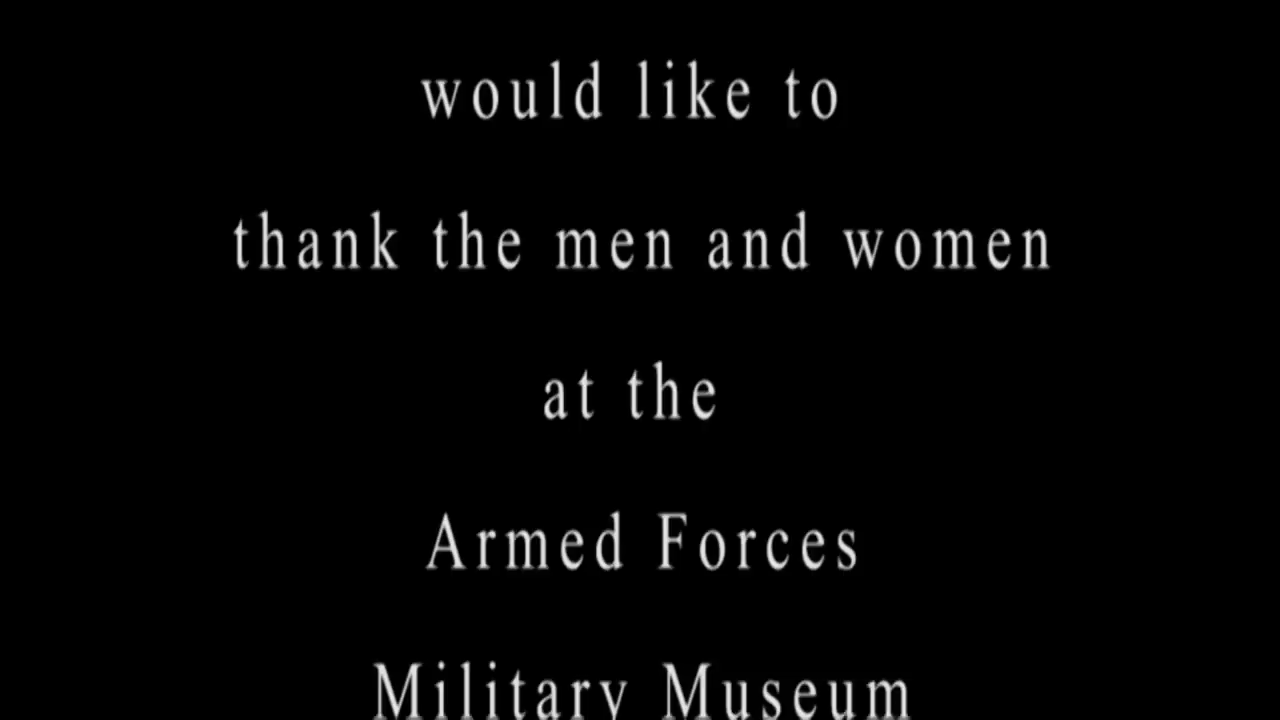 would like to
thank the men and women
at the
Armed Forces
Military Museum